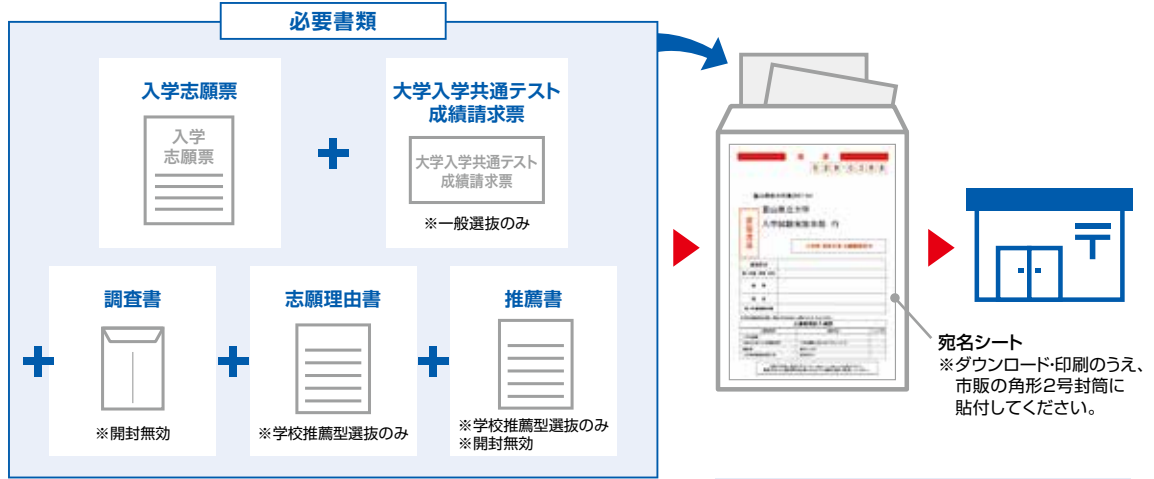 必要書類
入学志願票
入学
志願票
大学入学共通テスト
成績請求票
大学入学共通テスト
成績請求票
※一般選抜のみ
調査書
※開封無効
志願理由書
※学校推薦型選抜のみ
推薦書
※学校推薦型選抜のみ
※開封無効
富山県立大学
宛名シート
※ダウンロード・印刷のうえ、
市販の角形2号封筒に
貼付してください。